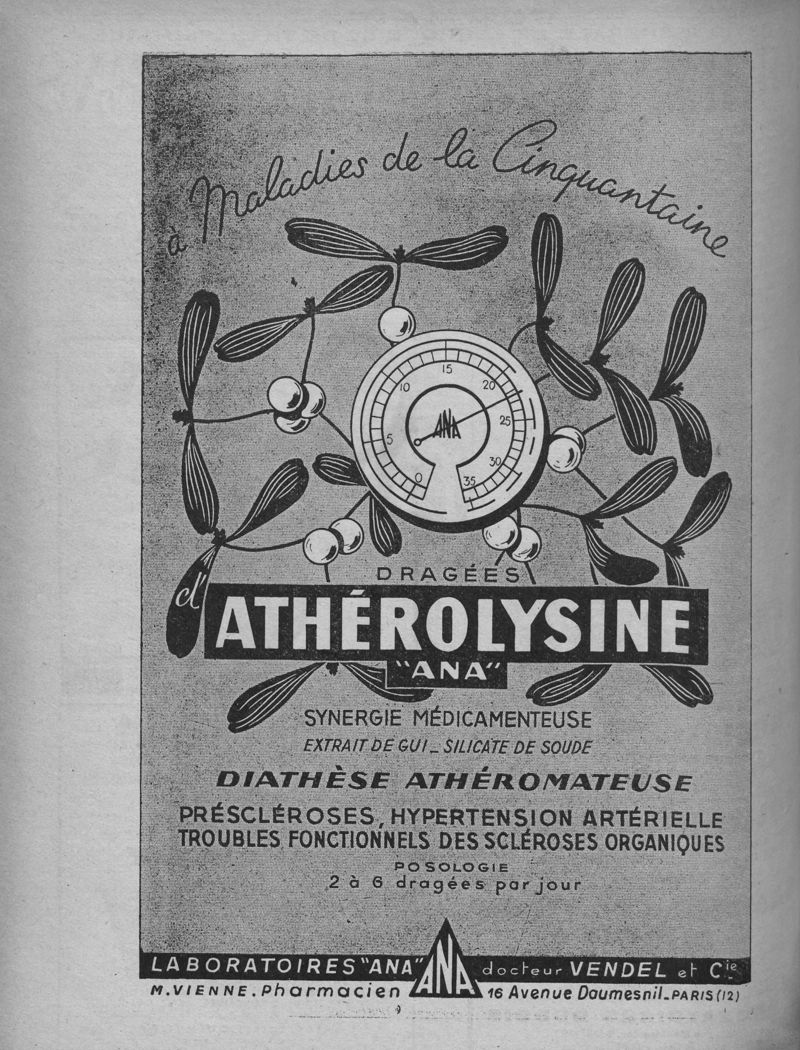 à Maladies de la Cinquantaine
0
5
10
15
20
25
30
35
ANA
DRAGÉES
d'ATHÉROLYSINE
"ANA"
SYNERGIE MÉDICAMENTEUSE
EXTRAIT DE GUI _ SILICATE DE SOUDE
DIATHÈSE ATHÉROMATEUSE
PRÉSCLÉROSES, HYPERTENSION ARTÉRIELLE
TROUBLES FONCTIONNELS DES SCLÉROSES ORGANIQUES
POSOLOGIE
2 à 6 dragées par jour
LABORATOIRES "ANA" ANA docteur VENDEL et Cie
M. VIENNE. Pharmacien 16 Avenue Daumesnil_PARIS (12)